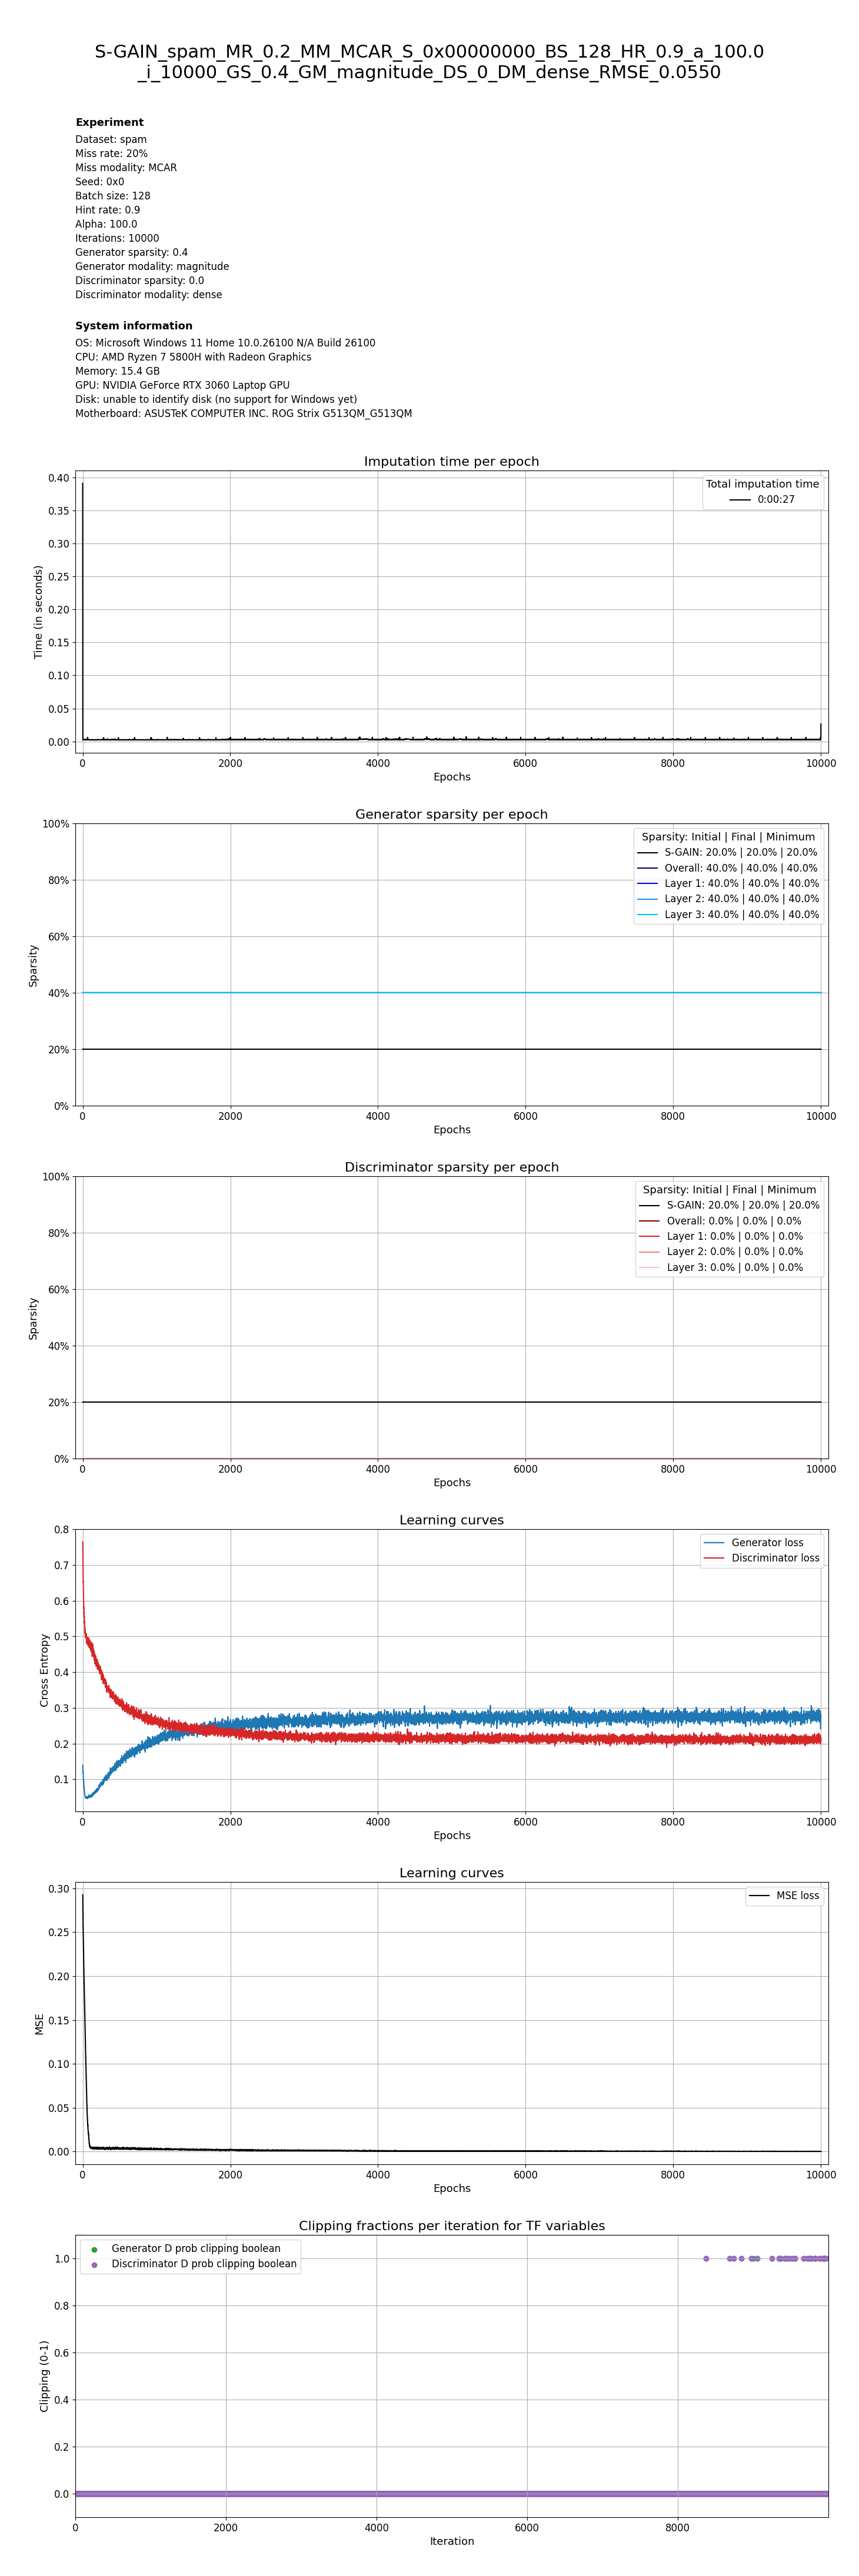 S-GAIN_spam_MR_0.2_MM_MCAR_S_0x00000000_BS_128_HR_0.9_a_100.0
_i_10000_GS_0.4_GM_magnitude_DS_0_DM_dense_RMSE_0.0550
Experiment
Dataset: spam
Miss rate: 20%
Miss modality: MCAR
Seed: 0x0
Batch size: 128
Hint rate: 0.9
Alpha: 100.0
Iterations: 10000
Generator sparsity: 0.4
Generator modality: magnitude
Discriminator sparsity: 0.0
Discriminator modality: dense
System information
OS: Microsoft Windows 11 Home 10.0.26100 N/A Build 26100
CPU: AMD Ryzen 7 5800H with Radeon Graphics
Memory: 15.4 GB
GPU: NVIDIA GeForce RTX 3060 Laptop GPU
Disk: unable to identify disk (no support for Windows yet)
Motherboard: ASUSTeK COMPUTER INC. ROG Strix G513QM_G513QM
Imputation time per epoch
Total imputation time
0:00:27
0.40
0.35
0.30
0.25
0.20
0.15
0.10
0.05
0.00
Time (in seconds)
0 2000 4000 6000 8000 10000
Epochs
Generator sparsity per epoch
Sparsity: Initial | Final | Minimum
S-GAIN: 20.0% | 20.0% | 20.0%
Overall: 40.0% | 40.0% | 40.0%
Layer 1: 40.0% | 40.0% | 40.0%
Layer 2: 40.0% | 40.0% | 40.0%
Layer 3: 40.0% | 40.0% | 40.0%
100%
80%
60%
40%
20%
0%
Sparsity
0 2000 4000 6000 8000 10000
Epochs
Discriminator sparsity per epoch
Sparsity: Initial | Final | Minimum
S-GAIN: 20.0% | 20.0% | 20.0%
Overall: 0.0% | 0.0% | 0.0%
Layer 1: 0.0% | 0.0% | 0.0%
Layer 2: 0.0% | 0.0% | 0.0%
Layer 3: 0.0% | 0.0% | 0.0%
100%
80%
60%
40%
20%
0%
Sparsity
0 2000 4000 6000 8000 10000
Epochs
Learning curves
Generator loss
Discriminator loss
0.8
0.7
0.6
0.5
0.4
0.3
0.2
0.1
Cross Entropy
0 2000 4000 6000 8000 10000
Epochs
Learning curves
MSE loss
0.30
0.25
0.20
0.15
0.10
0.05
0.00
MSE
0 2000 4000 6000 8000 10000
Epochs
Clipping fractions per iteration for TF variables
Generator D prob clipping boolean
Discriminator D prob clipping boolean
1.0
0.8
0.6
0.4
0.2
0.0
Clipping (0-1)
0 2000 4000 6000 8000
Iteration